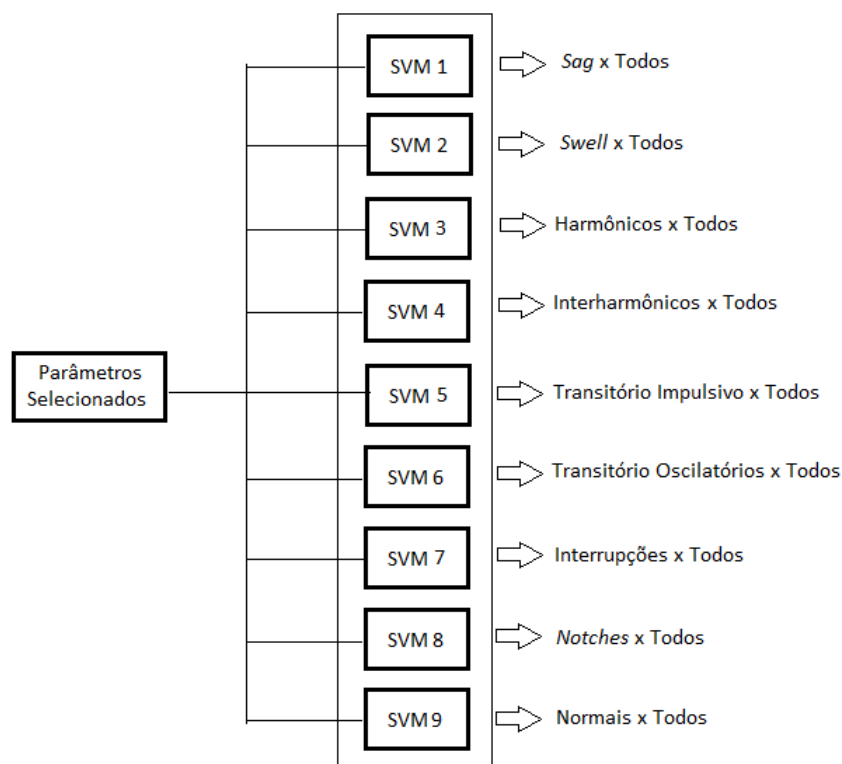 SVM 1
Sag x Todos
SVM 2
Swell x Todos
SVM 3
Harmônicos x Todos
SVM 4
Interharmônicos x Todos
Parâmetros
Selecionados
SVM 5
Transitório Impulsivo x Todos
SVM 6
Transitório Oscilatórios x Todos
SVM 7
Interrupções x Todos
SVM 8
Notches x Todos
SVM 9
Normais x Todos